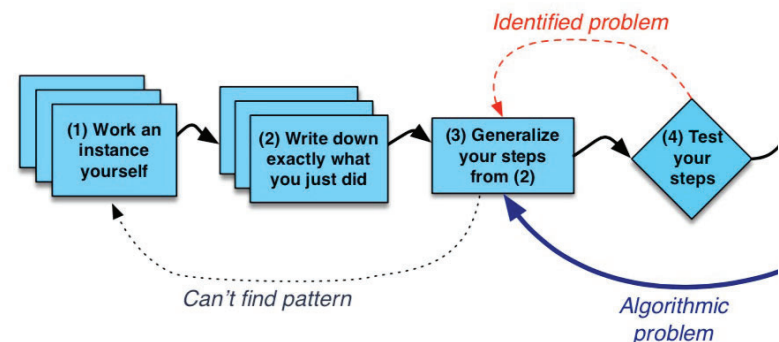 Identified problem
(1) Work an
instance
yourself
(2) Write down
exactly what
you just did
(3) Generalize
your steps
from (2)
(4) Test
your
steps
Can't find pattern
Algorithmic
problem